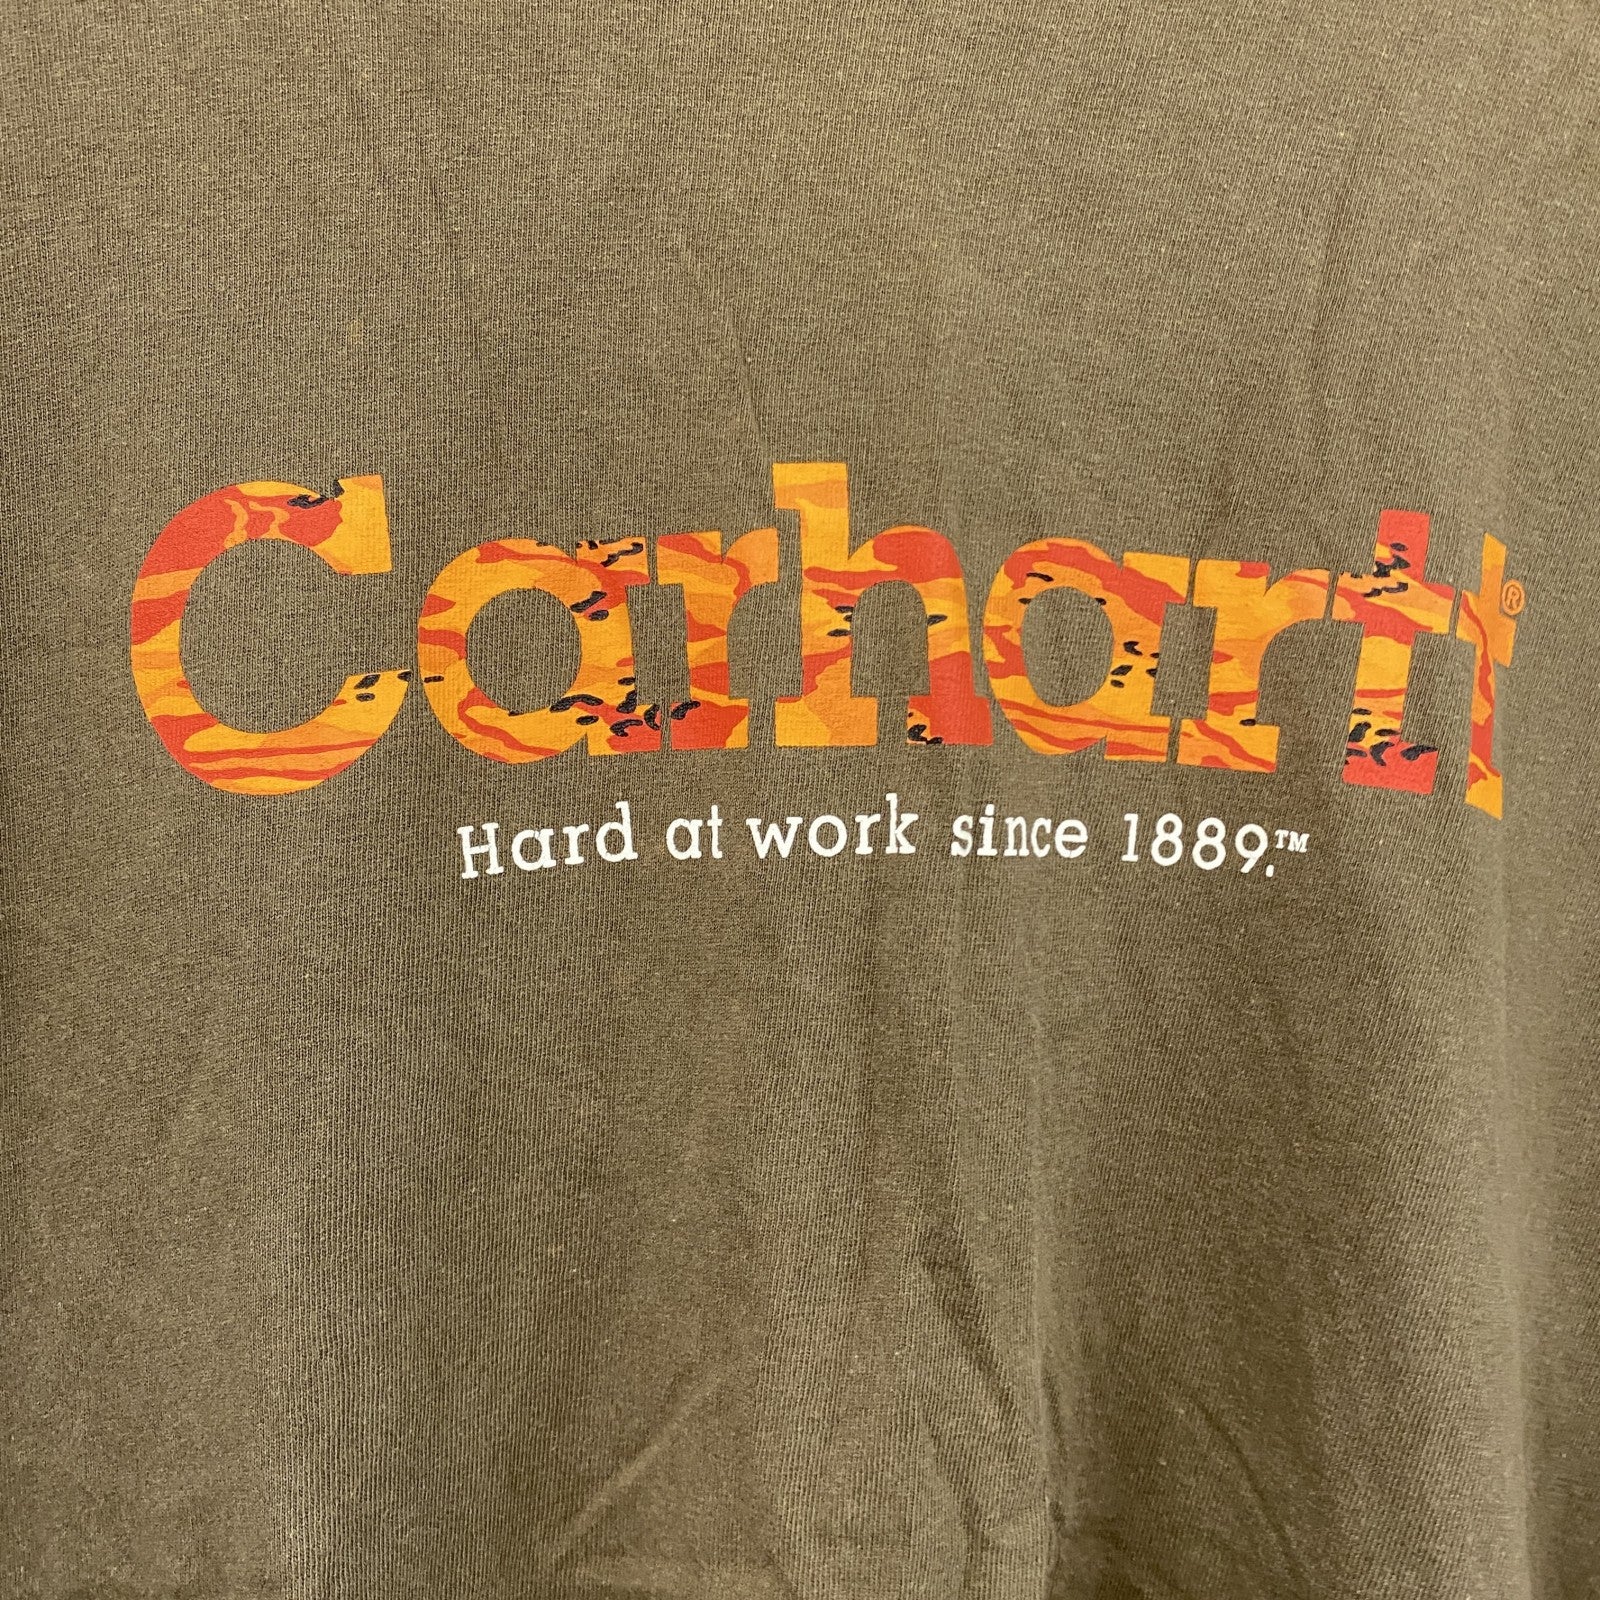 Carhartt®
Hard at work since 1889.™